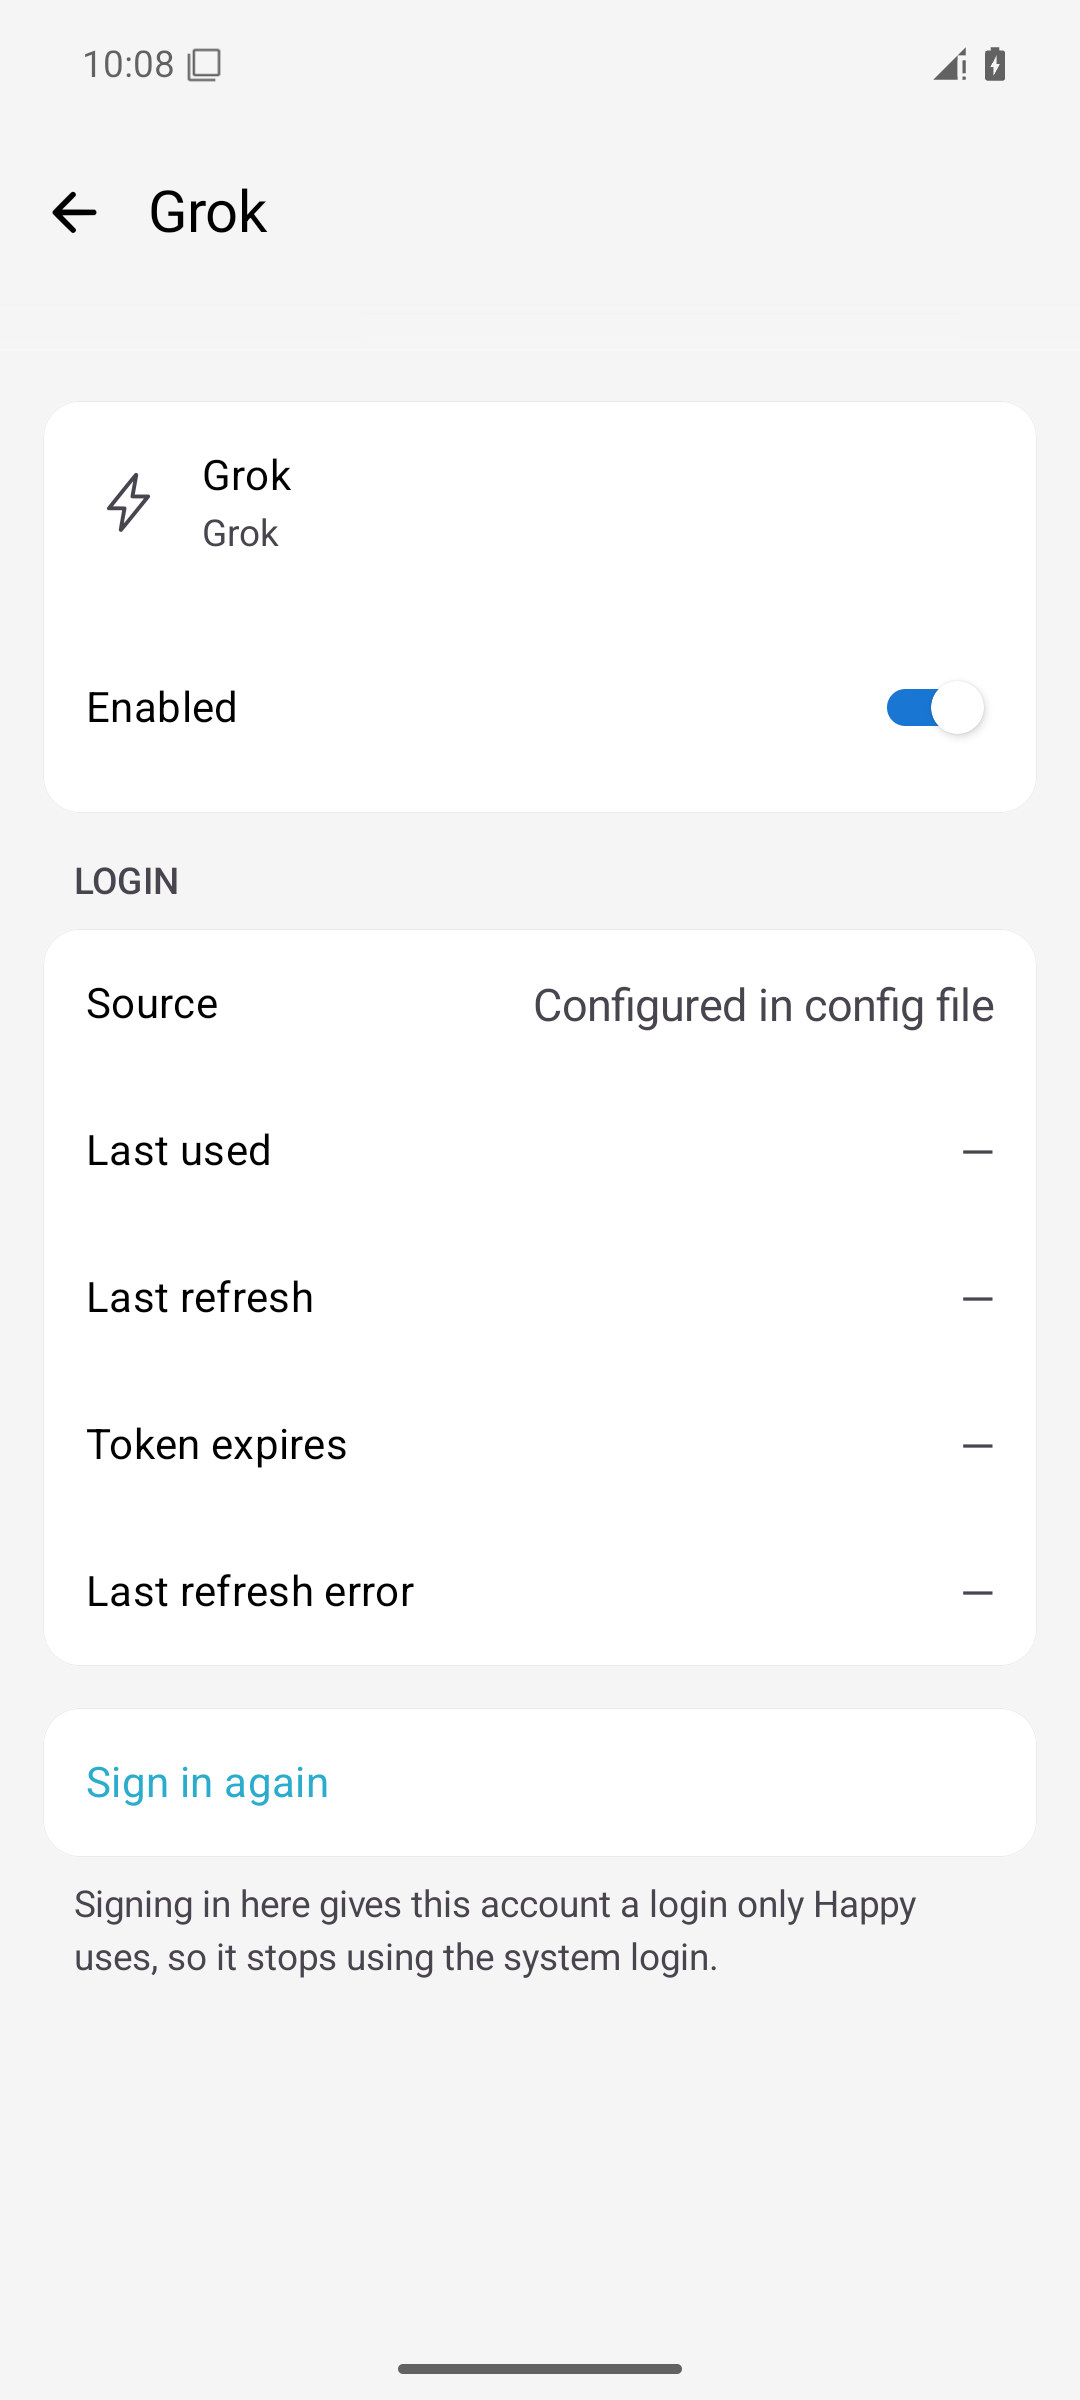 10:08
Grok
Grok
Grok
Enabled
LOGIN
Source
Configured in config file
Last used
—
Last refresh
—
Token expires
—
Last refresh error
—
Sign in again
Signing in here gives this account a login only Happy
uses, so it stops using the system login.